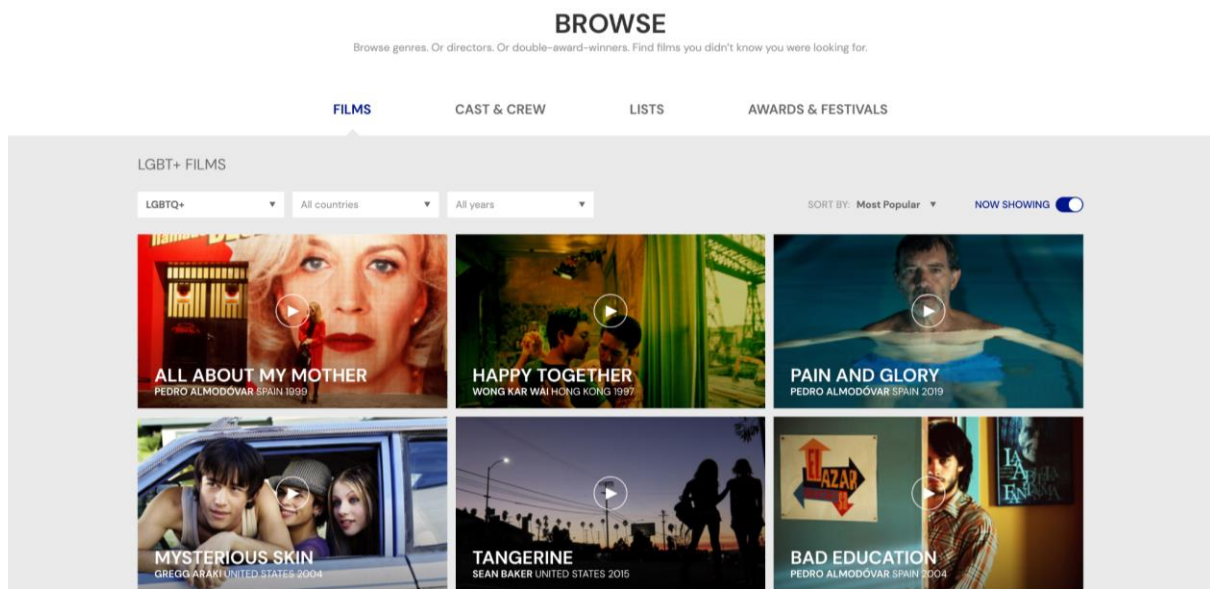 BROWSE
Browse genres. Or directors. Or double-award-winners. Find films you didn't know you were looking for.
FILMS CAST & CREW LISTS AWARDS & FESTIVALS
LGBT+ FILMS
LGBTQ+ All countries All years SORT BY: Most Popular NOW SHOWING
ALL ABOUT MY MOTHER
PEDRO ALMODÓVAR SPAIN 1999
HAPPY TOGETHER
WONG KAR WAI HONG KONG 1997
PAIN AND GLORY
PEDRO ALMODÓVAR SPAIN 2019
MYSTERIOUS SKIN
GREGG ARAKI UNITED STATES 2004
TANGERINE
SEAN BAKER UNITED STATES 2015
EL
AZAR
LA
BAD EDUCATION
PEDRO ALMODÓVAR SPAIN 2004